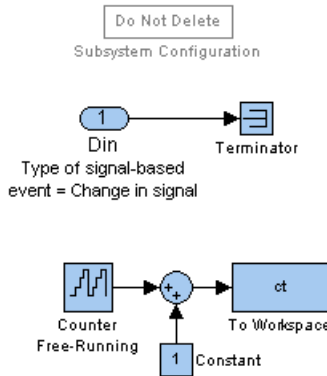 Do Not Delete
Subsystem Configuration
1
Din
Terminator
Type of signal-based
event = Change in signal
+
+
ct
Counter
Free-Running
To Workspace
1
Constant